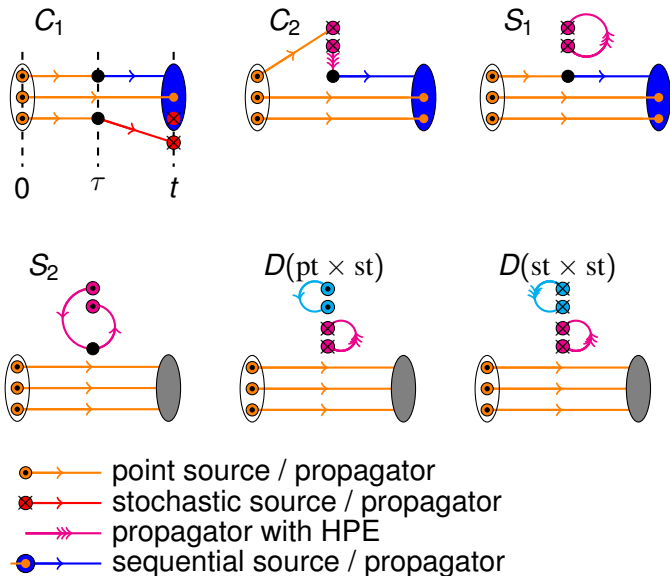 C1 C2 S1
0 τ t
S2 D(pt × st) D(st × st)
point source / propagator
stochastic source / propagator
propagator with HPE
sequential source / propagator